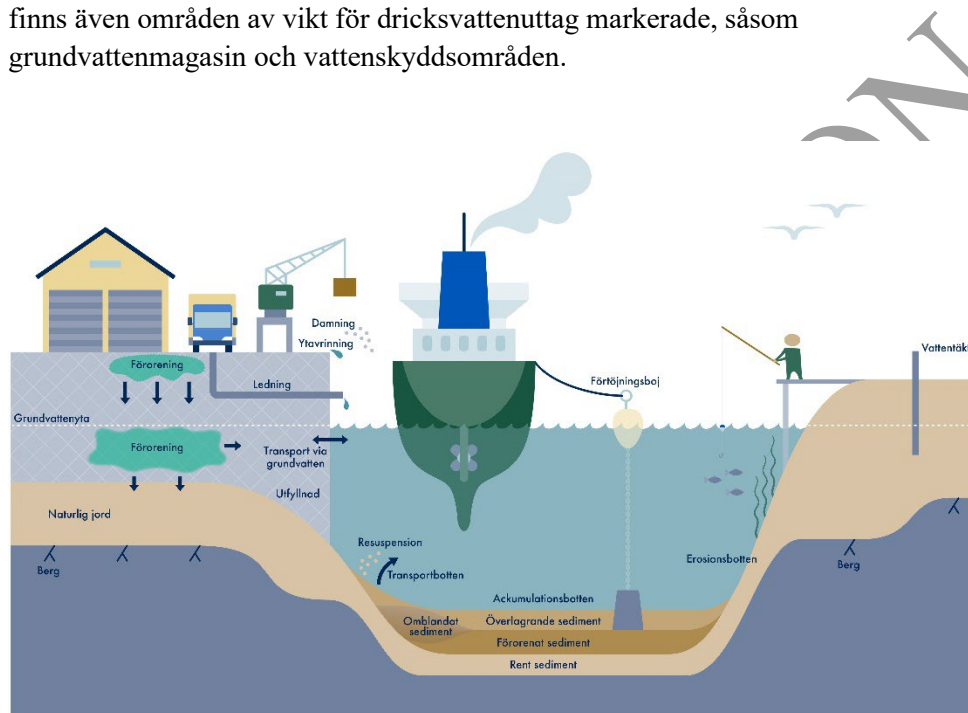 finns även områden av vikt för dricksvattenuttag markerade, såsom
grundvattenmagasin och vattenskyddsområden.
Damning
Ytavrinning
Förorening
Vattentäkt
Förtöjningsboj
Ledning
Grundvattenyta
Förorening
Transport via
grundvatten
Utfyllnad
Naturlig jord
Resuspension
Transportbotten
Erosionsbotten
Berg
Berg
Ackumulationsbotten
Omblandat
sediment
Överlagrande sediment
Förorenat sediment
Rent sediment